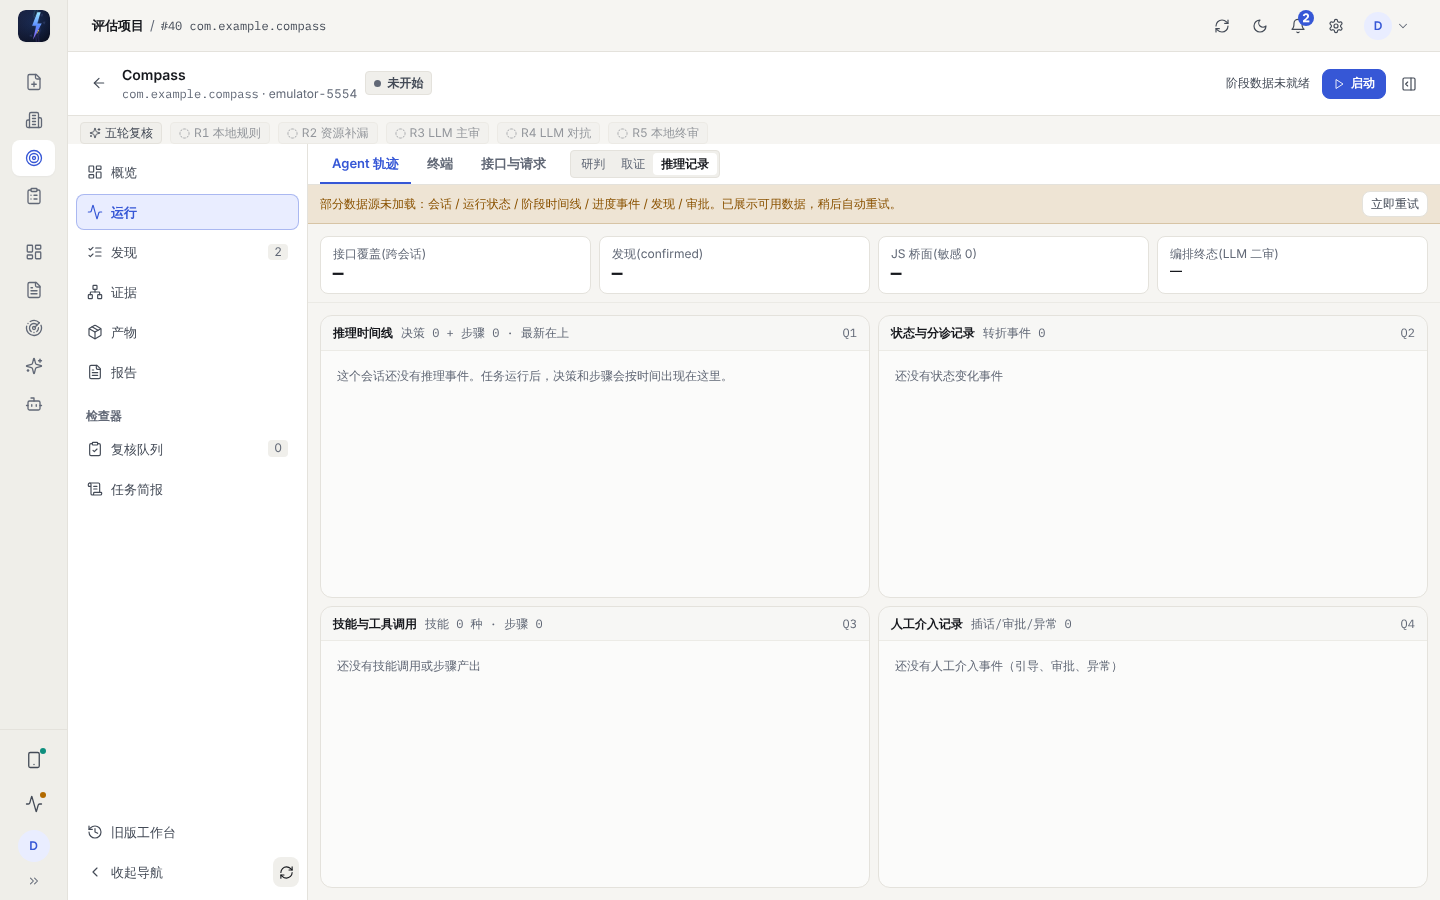 评估项目 / #40 com.example.compass
2
D
Compass
com.example.compass · emulator-5554
未开始
阶段数据未就绪
启动
五轮复核
R1 本地规则
R2 资源补漏
R3 LLM 主审
R4 LLM 对抗
R5 本地终审
概览
运行
发现 2
证据
产物
报告
检查器
复核队列 0
任务简报
旧版工作台
收起导航
D
Agent 轨迹
终端
接口与请求
研判
取证
推理记录
部分数据源未加载：会话 / 运行状态 / 阶段时间线 / 进度事件 / 发现 / 审批。已展示可用数据，稍后自动重试。
立即重试
接口覆盖(跨会话)
—
发现(confirmed)
—
JS 桥面(敏感 0)
—
编排终态(LLM 二审)
—
推理时间线 决策 0 + 步骤 0 · 最新在上 Q1
这个会话还没有推理事件。任务运行后，决策和步骤会按时间出现在这里。
状态与分诊记录 转折事件 0 Q2
还没有状态变化事件
技能与工具调用 技能 0 种 · 步骤 0 Q3
还没有技能调用或步骤产出
人工介入记录 插话/审批/异常 0 Q4
还没有人工介入事件（引导、审批、异常）